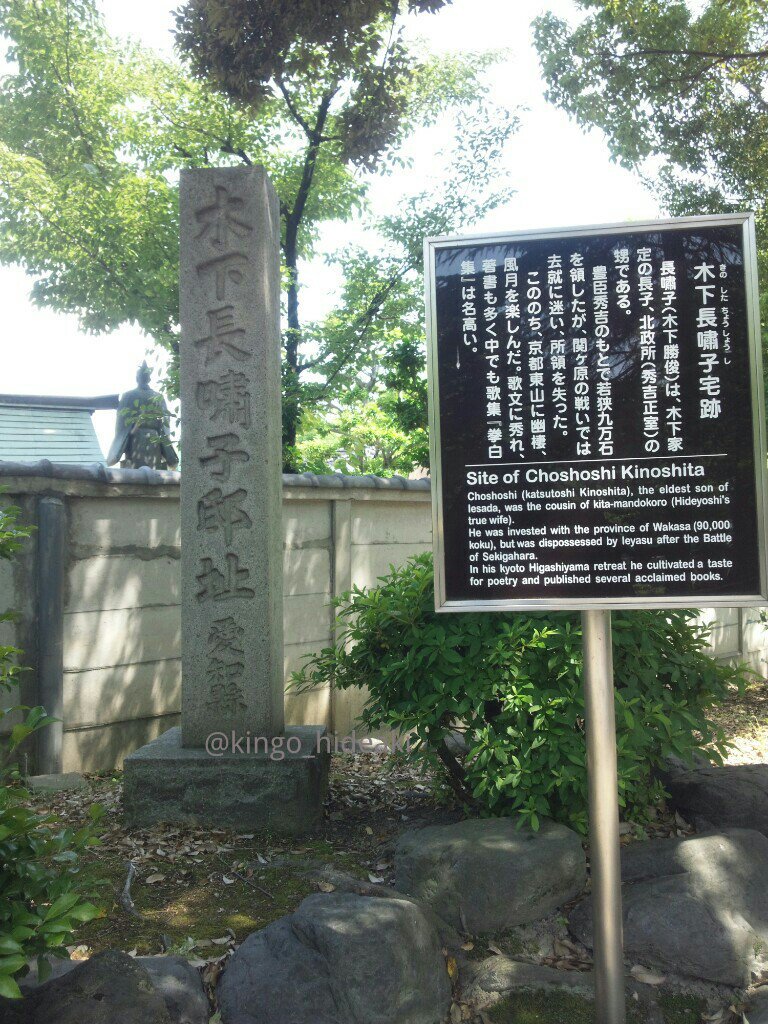 木下長嘯子邸址 愛知縣
きのしたちょうしょうし
木下長嘯子宅跡
長嘯子(木下勝俊)は、木下家
定の長子、北政所(秀吉正室)の
甥である。
豊臣秀吉のもとで若狭九万石
を領したが、関ヶ原の戦いでは
去就に迷い、所領を失った。
こののち、京都東山に幽棲、
風月を楽しんだ。歌文に秀れ、
著書も多く中でも歌集『挙白
集』は名高い。
Site of Choshoshi Kinoshita
Choshoshi (katsutoshi Kinoshita), the eldest son of
Iesada, was the cousin of kita-mandokoro (Hideyoshi's
true wife).
He was invested with the province of Wakasa (90,000
koku), but was dispossessed by Ieyasu after the Battle
of Sekigahara.
In his kyoto Higashiyama retreat he cultivated a taste
for poetry and published several acclaimed books.